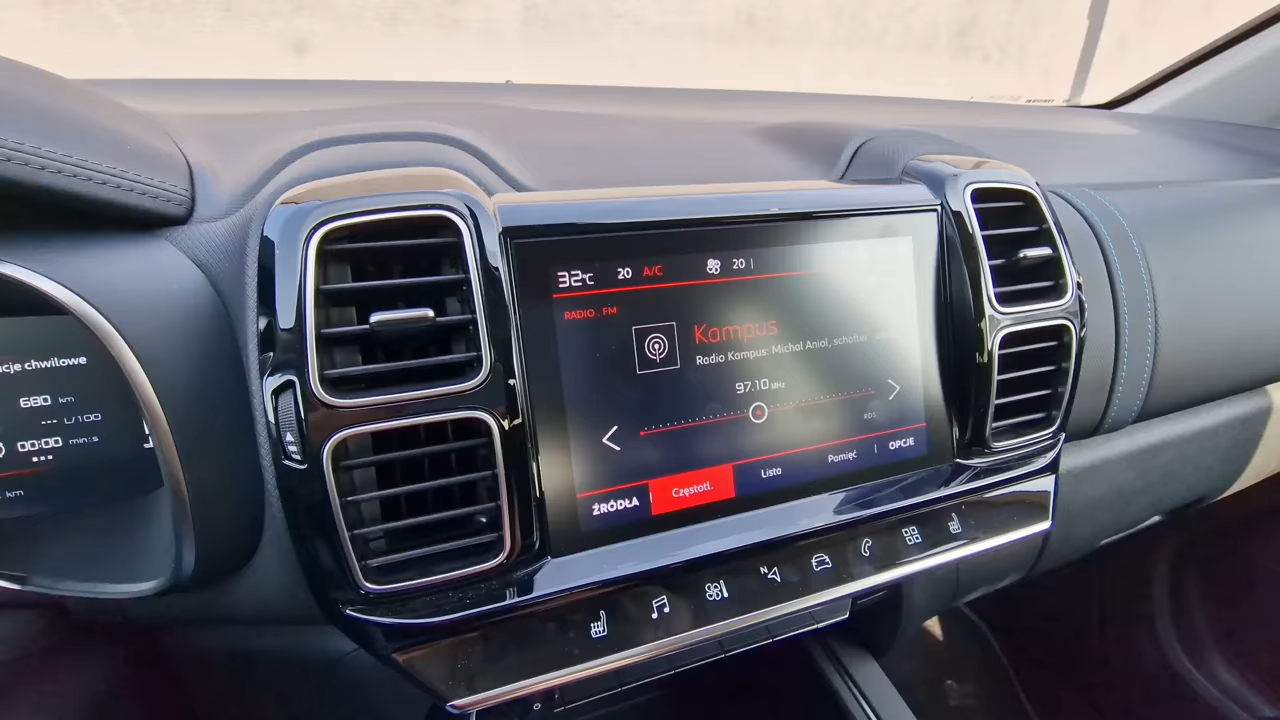 32°C 20 A/C 20
RADIO . FM
Kampus
Radio Kampus: Michal Aniol,
97.10 MHz
RDS
ŹRÓDŁA Częstotl. Lista Pamięć OPCJE
cje chwilowe
680 km
--- L/100
00:00 min:s
km
N